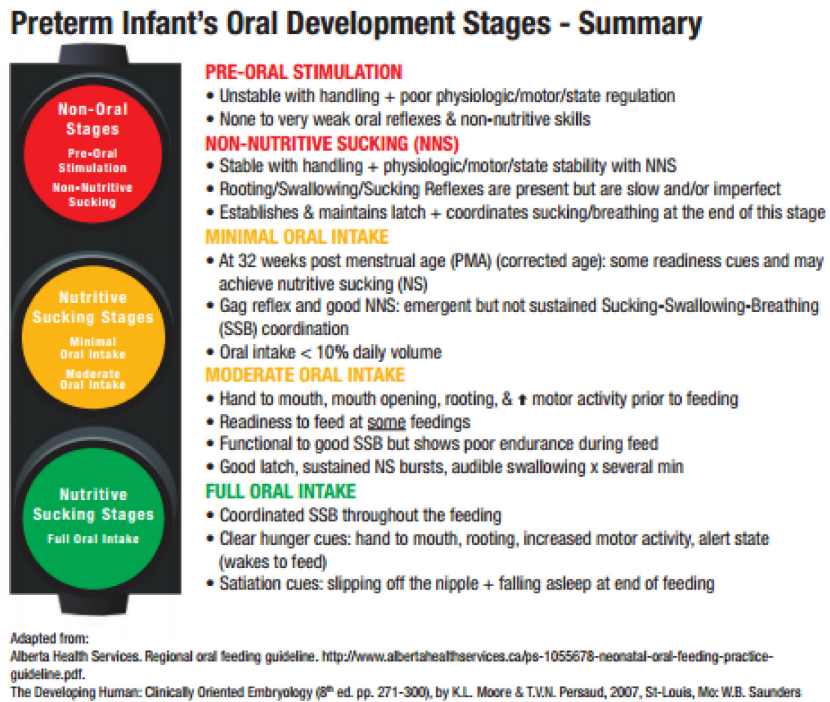 Preterm Infant's Oral Development Stages - Summary
Non-Oral
Stages
Pre-Oral
Stimulation
Non-Nutritive
Sucking
PRE-ORAL STIMULATION
• Unstable with handling + poor physiologic/motor/state regulation
• None to very weak oral reflexes & non-nutritive skills
NON-NUTRITIVE SUCKING (NNS)
• Stable with handling + physiologic/motor/state stability with NNS
• Rooting/Swallowing/Sucking Reflexes are present but are slow and/or imperfect
• Establishes & maintains latch + coordinates sucking/breathing at the end of this stage
Nutritive
Sucking Stages
Minimal
Oral Intake
Moderate
Oral Intake
MINIMAL ORAL INTAKE
• At 32 weeks post menstrual age (PMA) (corrected age): some readiness cues and may
achieve nutritive sucking (NS)
• Gag reflex and good NNS: emergent but not sustained Sucking-Swallowing-Breathing
(SSB) coordination
• Oral intake < 10% daily volume
MODERATE ORAL INTAKE
• Hand to mouth, mouth opening, rooting, & ⬆ motor activity prior to feeding
• Readiness to feed at some feedings
• Functional to good SSB but shows poor endurance during feed
• Good latch, sustained NS bursts, audible swallowing x several min
Nutritive
Sucking Stages
Full Oral Intake
FULL ORAL INTAKE
• Coordinated SSB throughout the feeding
• Clear hunger cues: hand to mouth, rooting, increased motor activity, alert state
(wakes to feed)
• Satiation cues: slipping off the nipple + falling asleep at end of feeding
Adapted from:
Alberta Health Services. Regional oral feeding guideline. http://www.albertahealthservices.ca/ps-1055678-neonatal-oral-feeding-practice-
guideline.pdf.
The Developing Human: Clinically Oriented Embryology (8th ed. pp. 271-300), by K.L. Moore & T.V.N. Persaud, 2007, St-Louis, Mo: W.B. Saunders